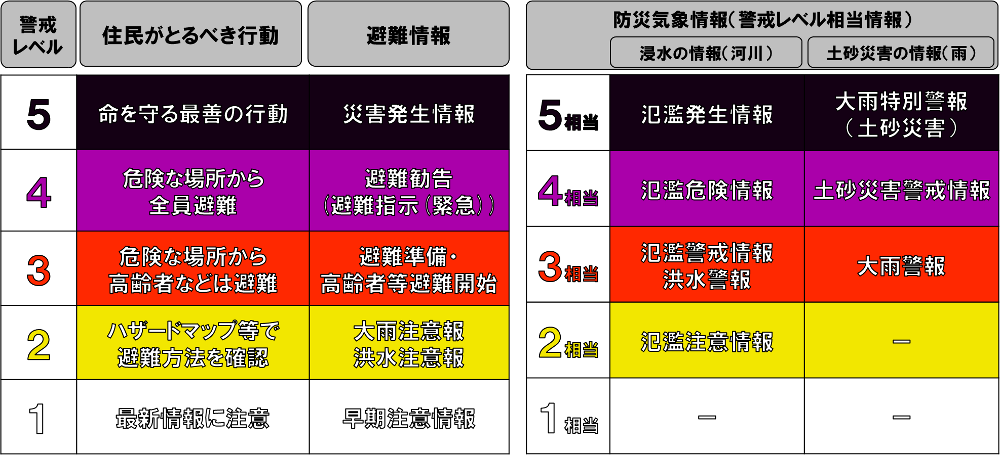 警戒
レベル
住民がとるべき行動
避難情報
5
命を守る最善の行動
災害発生情報
4
危険な場所から
全員避難
避難勧告
(避難指示(緊急))
3
危険な場所から
高齢者などは避難
避難準備・
高齢者等避難開始
2
ハザードマップ等で
避難方法を確認
大雨注意報
洪水注意報
1
最新情報に注意
早期注意情報
防災気象情報(警戒レベル相当情報)
浸水の情報(河川)
土砂災害の情報(雨)
5相当
氾濫発生情報
大雨特別警報
(土砂災害)
4相当
氾濫危険情報
土砂災害警戒情報
3相当
氾濫警戒情報
洪水警報
大雨警報
2相当
氾濫注意情報
−
1相当
−
−